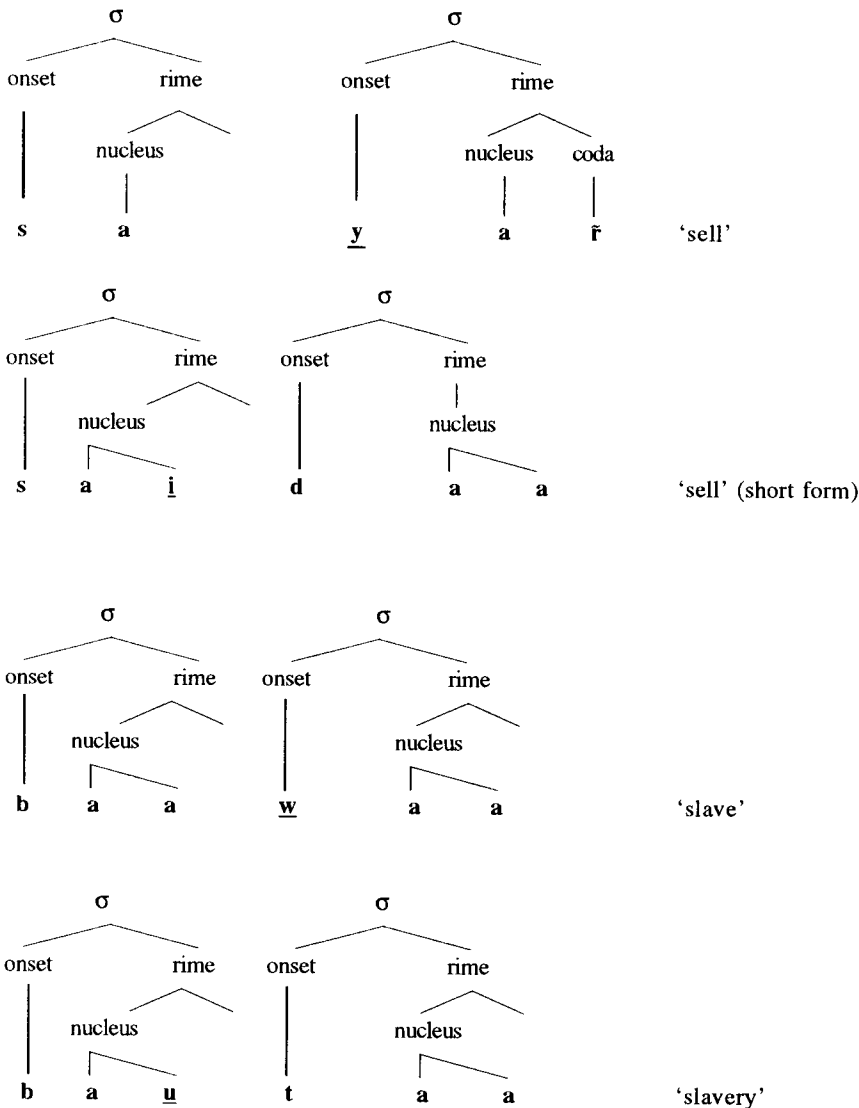 σ σ
onset rime onset rime
nucleus nucleus coda
s a y a r̃ ‘sell’
σ σ
onset rime onset rime
nucleus nucleus
s a i d a a ‘sell’ (short form)
σ σ
onset rime onset rime
nucleus nucleus
b a a w a a ‘slave’
σ σ
onset rime onset rime
nucleus nucleus
b a u t a a ‘slavery’